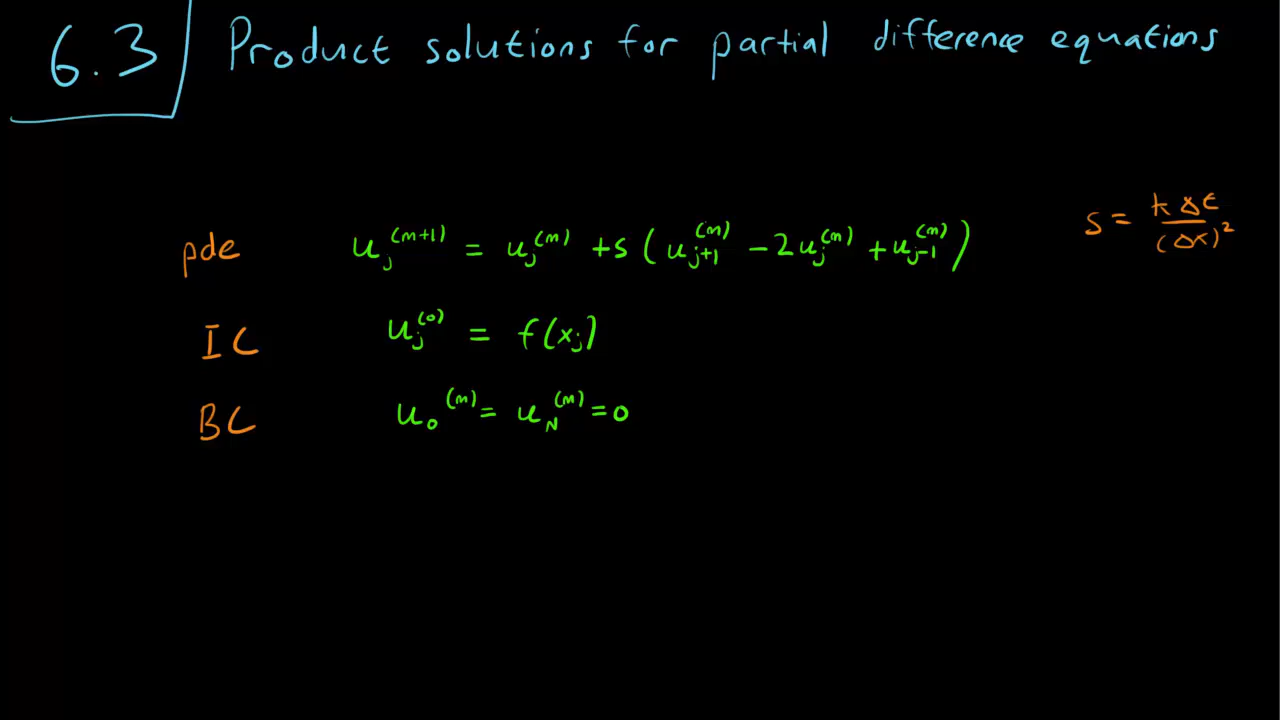 6.3 Product solutions for partial difference equations
s = k Δt / (Δx)²
pde u_j^(m+1) = u_j^(m) + s ( u_{j+1}^(m) - 2u_j^(m) + u_{j-1}^(m) )
IC u_j^(0) = f(x_j)
BC u_0^(m) = u_N^(m) = 0